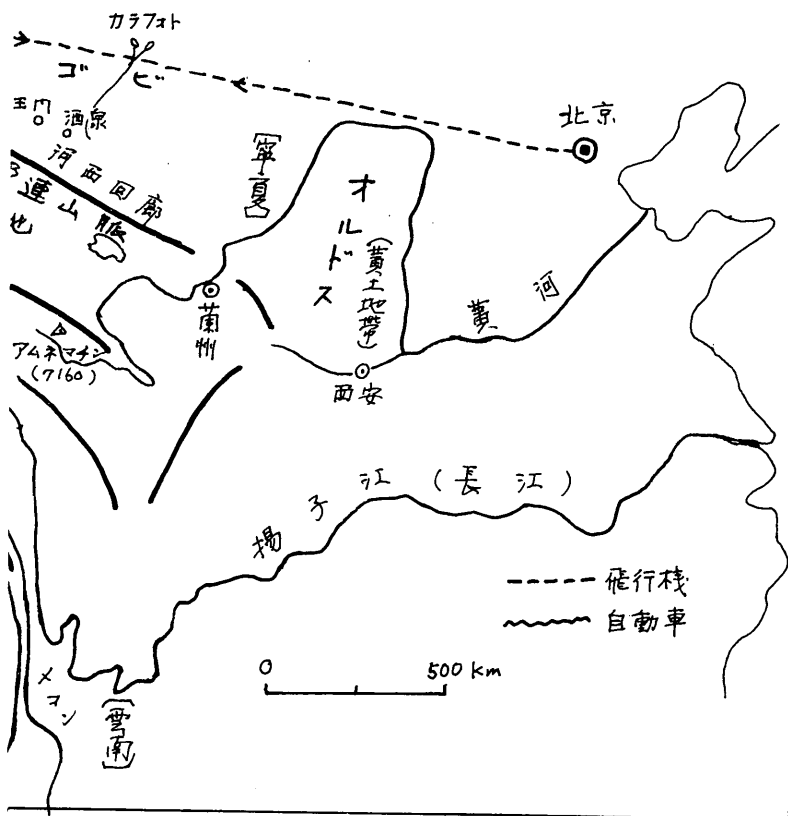 カラフォト
ゴビ
玉門
酒泉
北京
河西回廊
連山脈
地
[寧夏]
オルドス
(黄土地帯)
黄河
蘭州
アムネマチン
(7160)
西安
揚子江(長江)
飛行機
自動車
0 500 Km
メコン
[雲南]